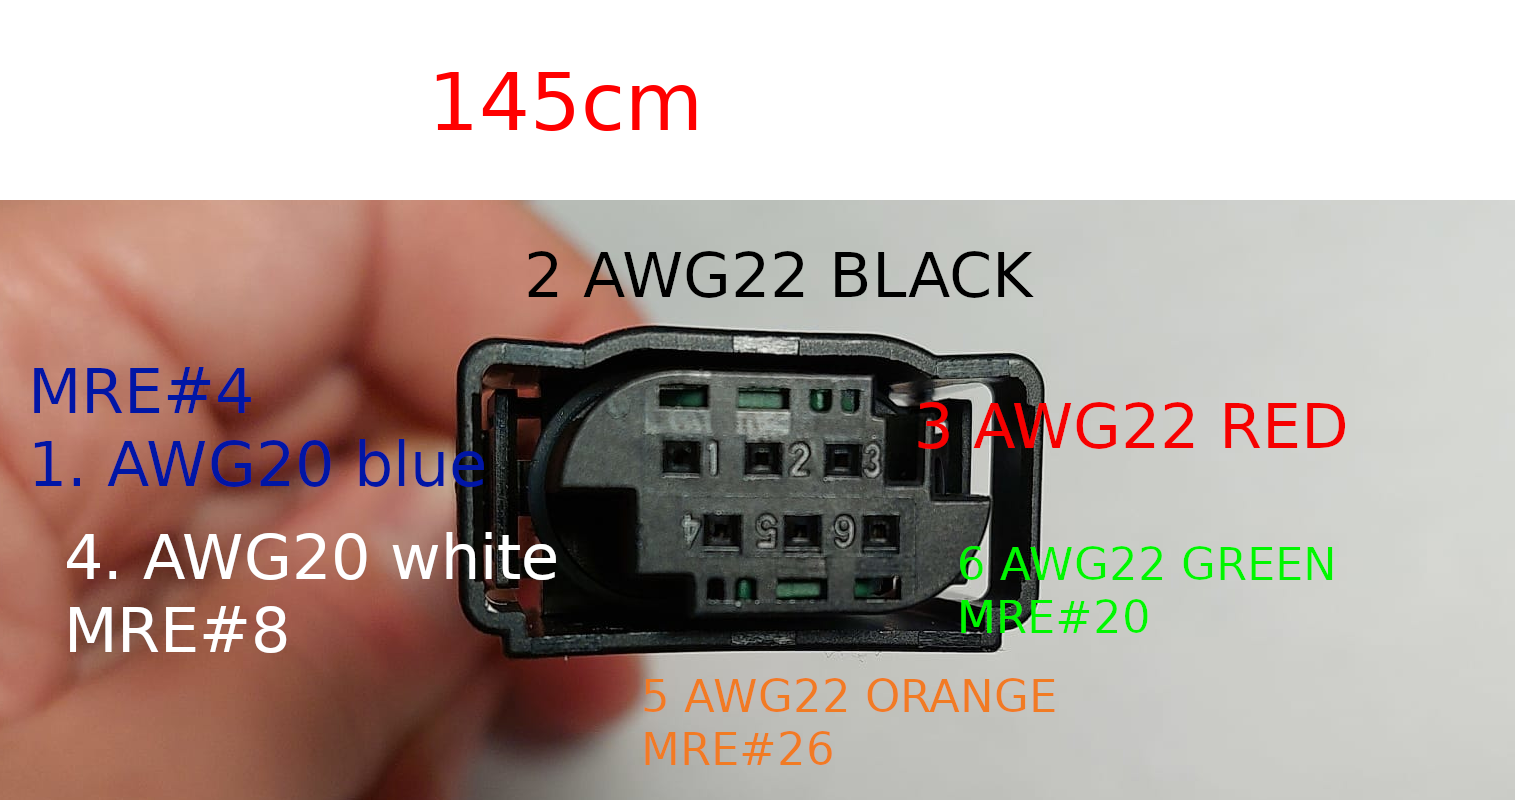 145cm
2 AWG22 BLACK
MRE#4
1. AWG20 blue
3 AWG22 RED
1 2 3
4 5 6
4. AWG20 white
MRE#8
6 AWG22 GREEN
MRE#20
5 AWG22 ORANGE
MRE#26